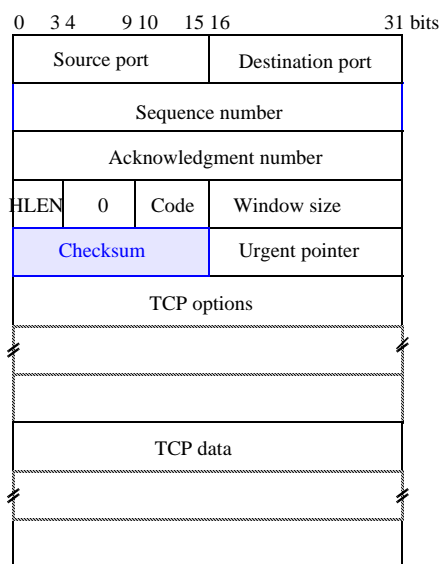 0 3 4 9 10 15 16 31 bits
Source port Destination port
Sequence number
Acknowledgment number
HLEN 0 Code Window size
Checksum Urgent pointer
TCP options
TCP data